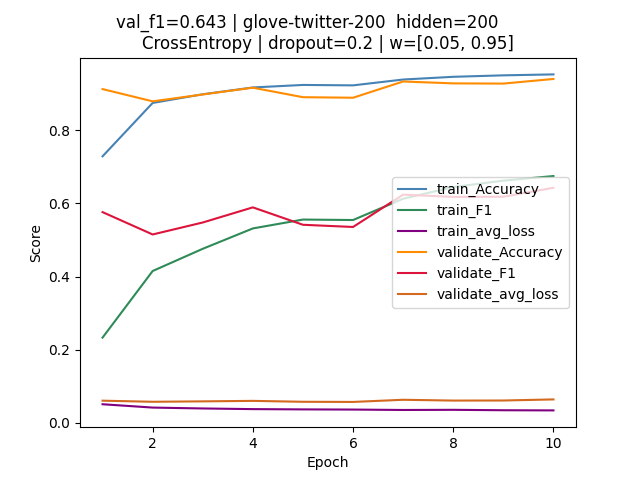 val_f1=0.643 | glove-twitter-200  hidden=200
CrossEntropy | dropout=0.2 | w=[0.05, 0.95]
Score
0.8
0.6
0.4
0.2
0.0
train_Accuracy
train_F1
train_avg_loss
validate_Accuracy
validate_F1
validate_avg_loss
2
4
6
8
10
Epoch